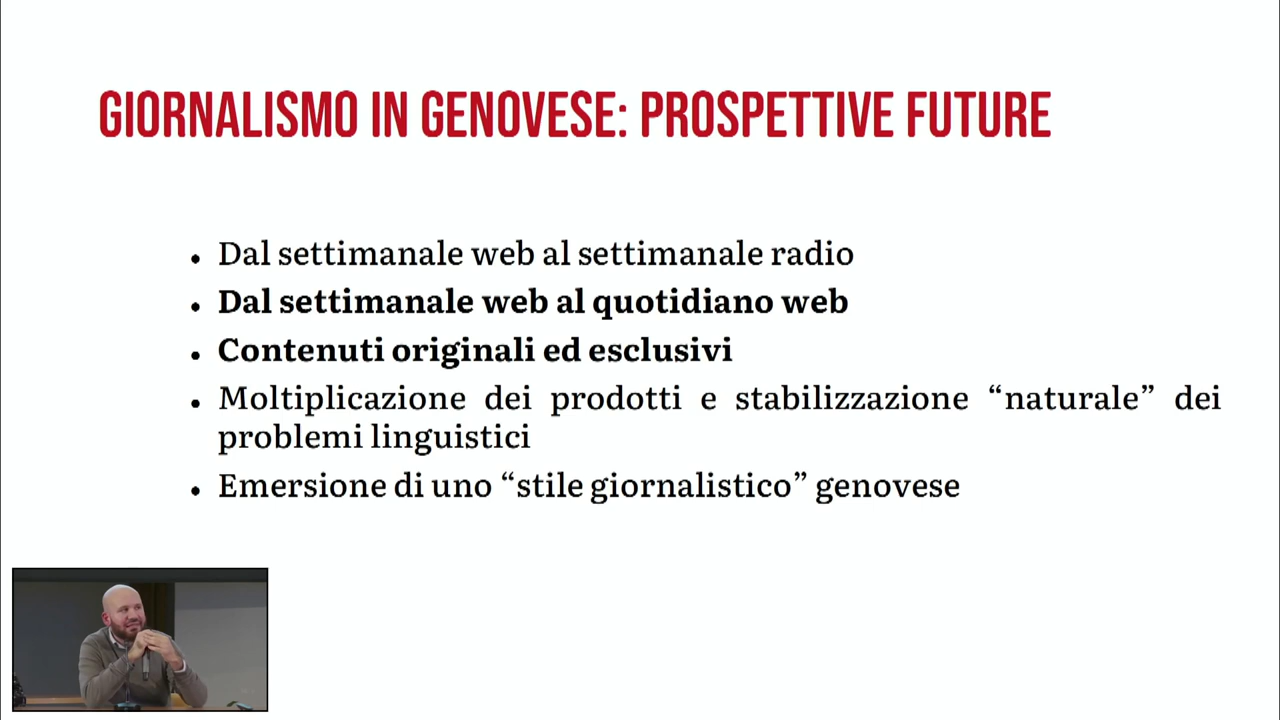 GIORNALISMO IN GENOVESE: PROSPETTIVE FUTURE
• Dal settimanale web al settimanale radio
• Dal settimanale web al quotidiano web
• Contenuti originali ed esclusivi
• Moltiplicazione dei prodotti e stabilizzazione “naturale” dei
problemi linguistici
• Emersione di uno “stile giornalistico” genovese